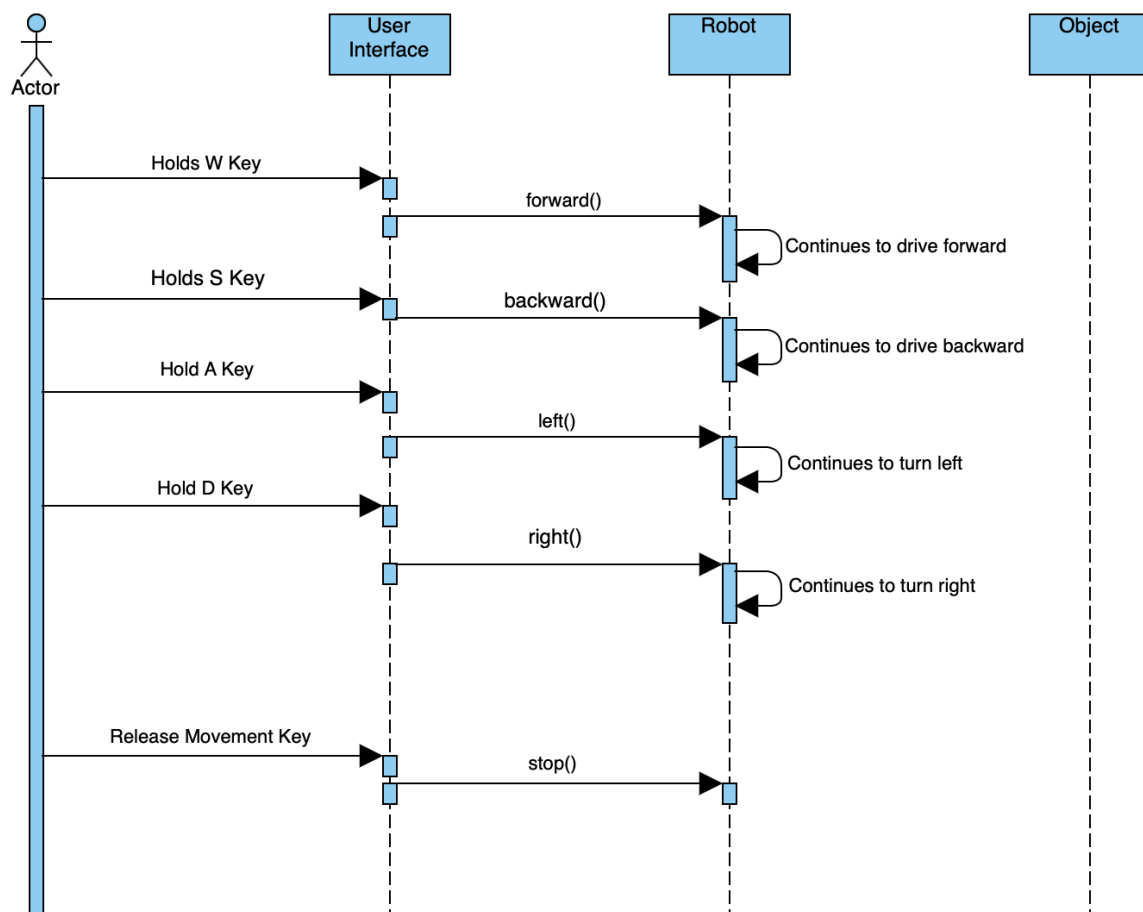 User
Interface
Robot
Object
Actor
Holds W Key
forward()
Continues to drive forward
Holds S Key
backward()
Continues to drive backward
Hold A Key
left()
Continues to turn left
Hold D Key
right()
Continues to turn right
Release Movement Key
stop()